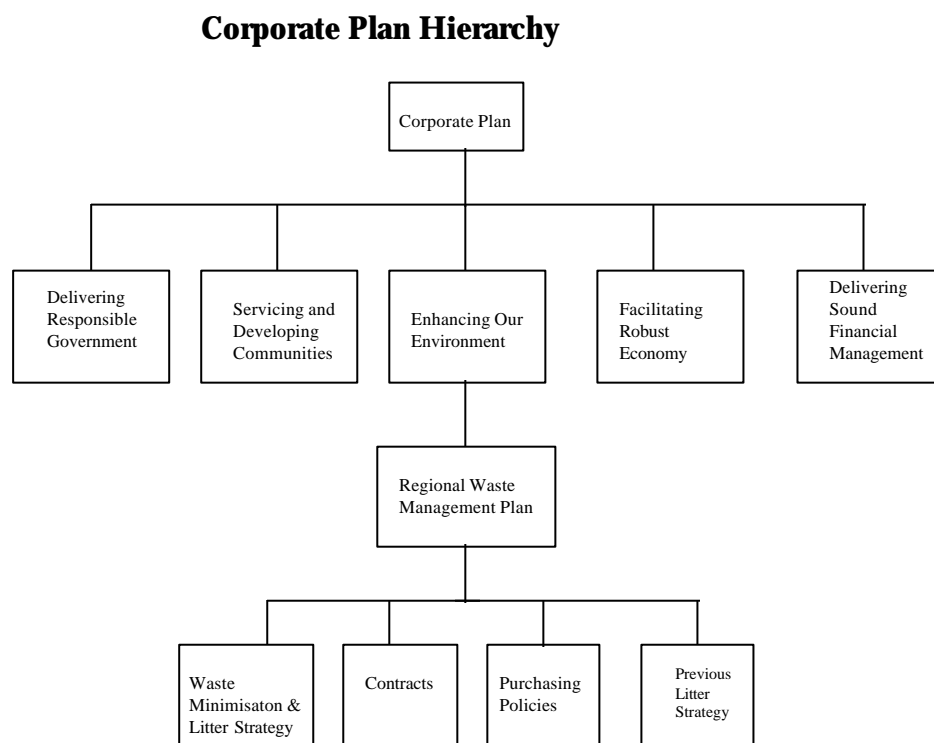 Corporate Plan Hierarchy
Corporate Plan
Delivering
Responsible
Government
Servicing and
Developing
Communities
Enhancing Our
Environment
Facilitating
Robust
Economy
Delivering
Sound
Financial
Management
Regional Waste
Management Plan
Waste
Minimisaton &
Litter Strategy
Contracts
Purchasing
Policies
Previous
Litter
Strategy